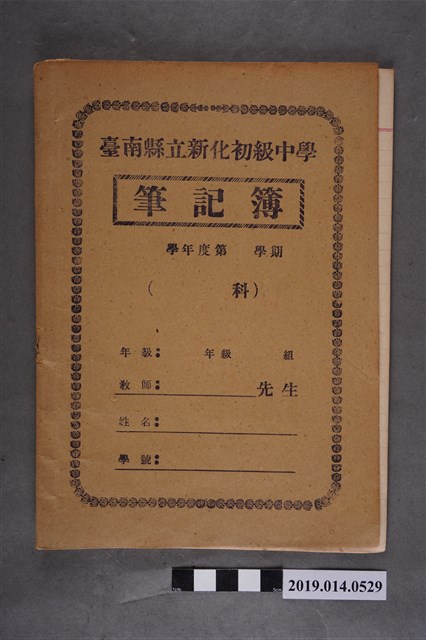 臺南縣立新化初級中學
筆記簿
學年度第 學期
( 科)
年級： 年級 組
教師： 先生
姓名：
學號：
2019.014.0529